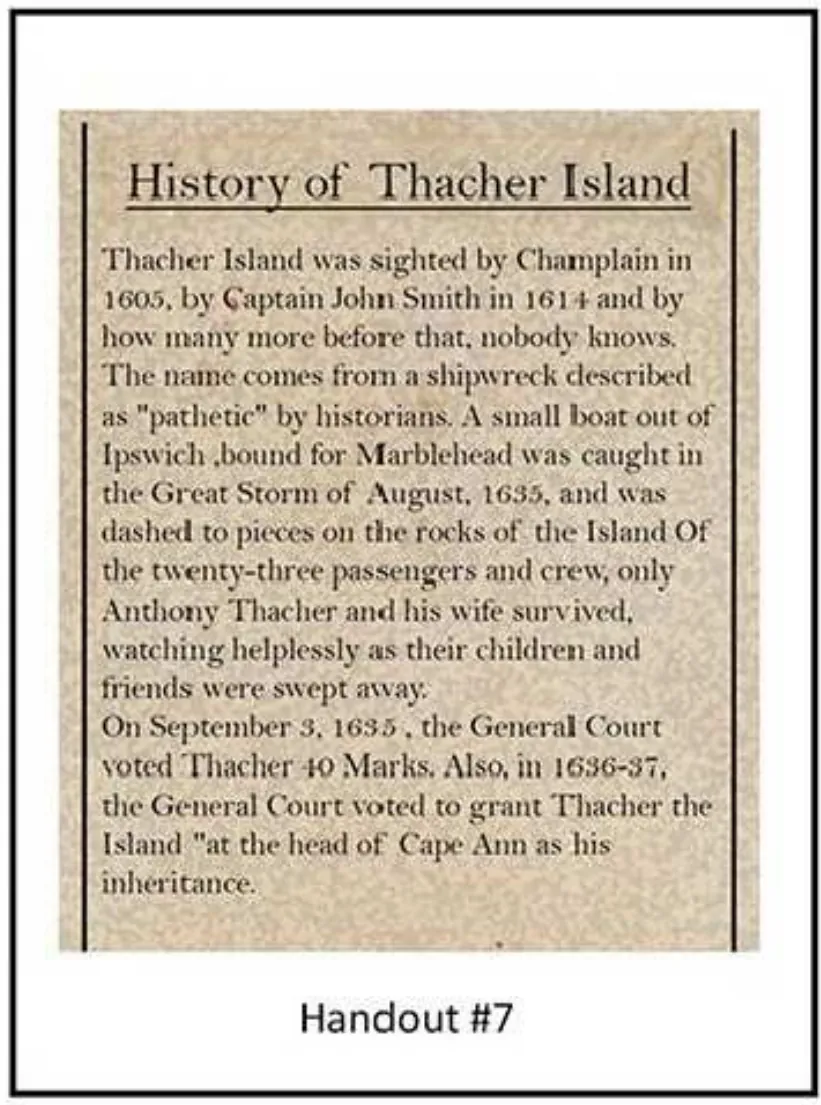 History of Thacher Island
Thacher Island was sighted by Champlain in
1605, by Captain John Smith in 1614 and by
how many more before that, nobody knows.
The name comes from a shipwreck described
as "pathetic" by historians. A small boat out of
Ipswich ,bound for Marblehead was caught in
the Great Storm of August, 1635, and was
dashed to pieces on the rocks of the Island Of
the twenty-three passengers and crew, only
Anthony Thacher and his wife survived,
watching helplessly as their children and
friends were swept away.
On September 3, 1635 , the General Court
voted Thacher 40 Marks. Also, in 1636-37,
the General Court voted to grant Thacher the
Island "at the head of Cape Ann as his
inheritance.
Handout #7